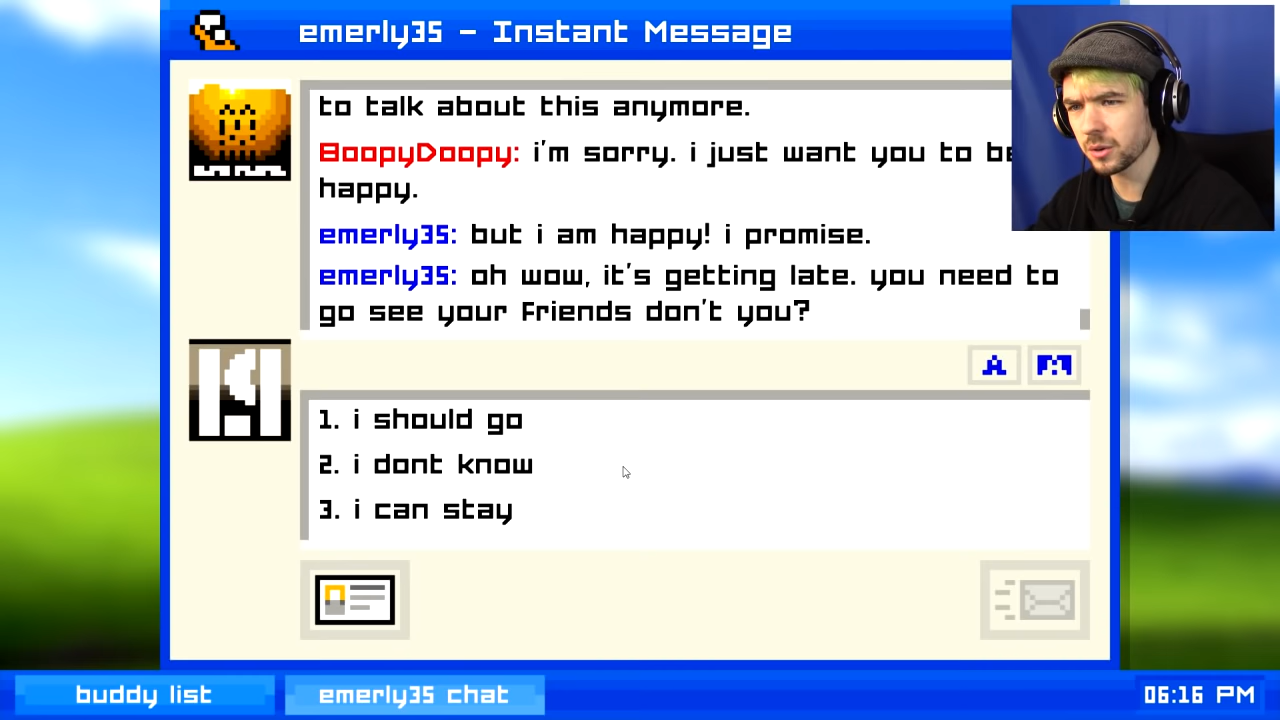 emerly35 - Instant Message
to talk about this anymore.
BoopyDoopy: i'm sorry. i just want you to be
happy.
emerly35: but i am happy! i promise.
emerly35: oh wow, it's getting late. you need to
go see your friends don't you?
A
1. i should go
2. i dont know
3. i can stay
buddy list
emerly35 chat
06:16 PM